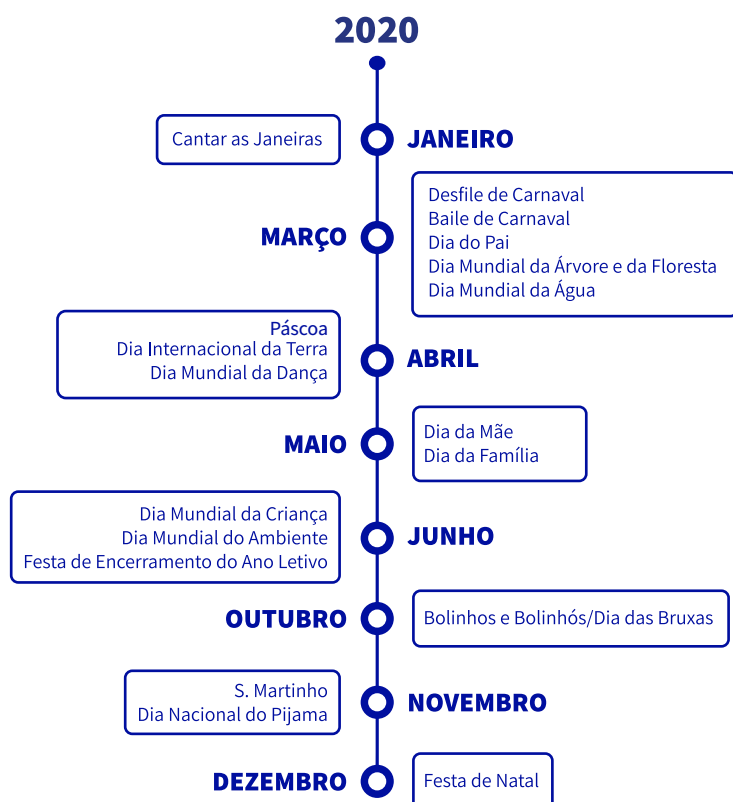 2020
Cantar as Janeiras
JANEIRO
MARÇO
Desfile de Carnaval
Baile de Carnaval
Dia do Pai
Dia Mundial da Árvore e da Floresta
Dia Mundial da Água
Páscoa
Dia Internacional da Terra
Dia Mundial da Dança
ABRIL
MAIO
Dia da Mãe
Dia da Família
Dia Mundial da Criança
Dia Mundial do Ambiente
Festa de Encerramento do Ano Letivo
JUNHO
OUTUBRO
Bolinhos e Bolinhós/Dia das Bruxas
S. Martinho
Dia Nacional do Pijama
NOVEMBRO
DEZEMBRO
Festa de Natal